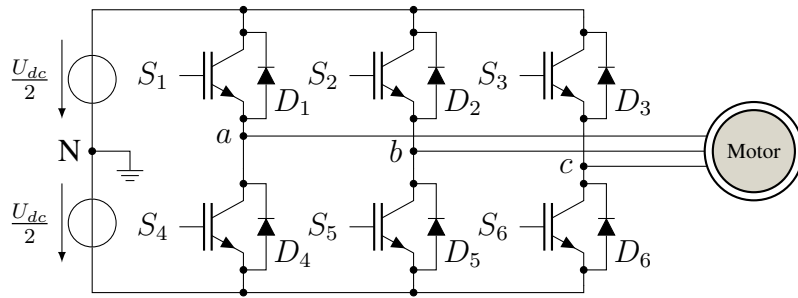 U_dc/2 S_1 D_1 S_2 D_2 S_3 D_3
N a b c Motor
U_dc/2 S_4 D_4 S_5 D_5 S_6 D_6